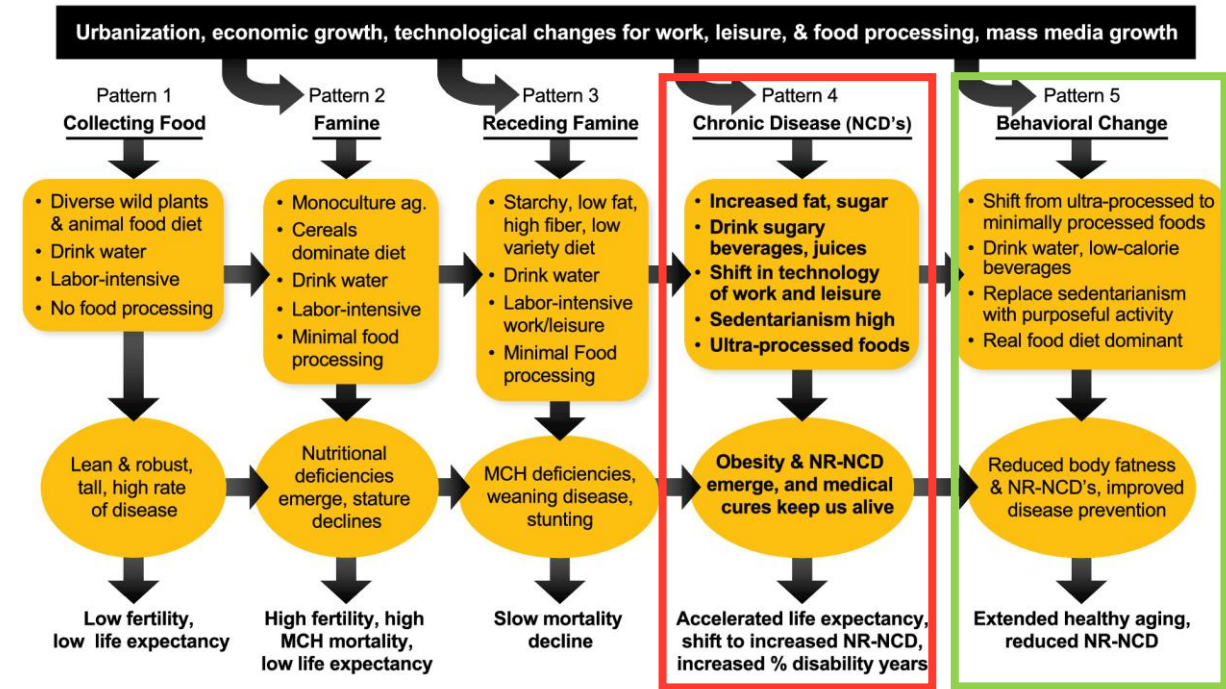 Urbanization, economic growth, technological changes for work, leisure, & food processing, mass media growth
Pattern 1
Collecting Food
• Diverse wild plants
& animal food diet
• Drink water
• Labor-intensive
• No food processing
Lean & robust,
tall, high rate
of disease
Low fertility,
low life expectancy
Pattern 2
Famine
• Monoculture ag.
• Cereals
dominate diet
• Drink water
• Labor-intensive
• Minimal food
processing
Nutritional
deficiencies
emerge, stature
declines
High fertility, high
MCH mortality,
low life expectancy
Pattern 3
Receding Famine
• Starchy, low fat,
high fiber, low
variety diet
• Drink water
• Labor-intensive
work/leisure
• Minimal Food
processing
MCH deficiencies,
weaning disease,
stunting
Slow mortality
decline
Pattern 4
Chronic Disease (NCD's)
• Increased fat, sugar
• Drink sugary
beverages, juices
• Shift in technology
of work and leisure
• Sedentarianism high
• Ultra-processed foods
Obesity & NR-NCD
emerge, and medical
cures keep us alive
Accelerated life expectancy,
shift to increased NR-NCD,
increased % disability years
Pattern 5
Behavioral Change
• Shift from ultra-processed to
minimally processed foods
• Drink water, low-calorie
beverages
• Replace sedentarianism
with purposeful activity
• Real food diet dominant
Reduced body fatness
& NR-NCD's, improved
disease prevention
Extended healthy aging,
reduced NR-NCD